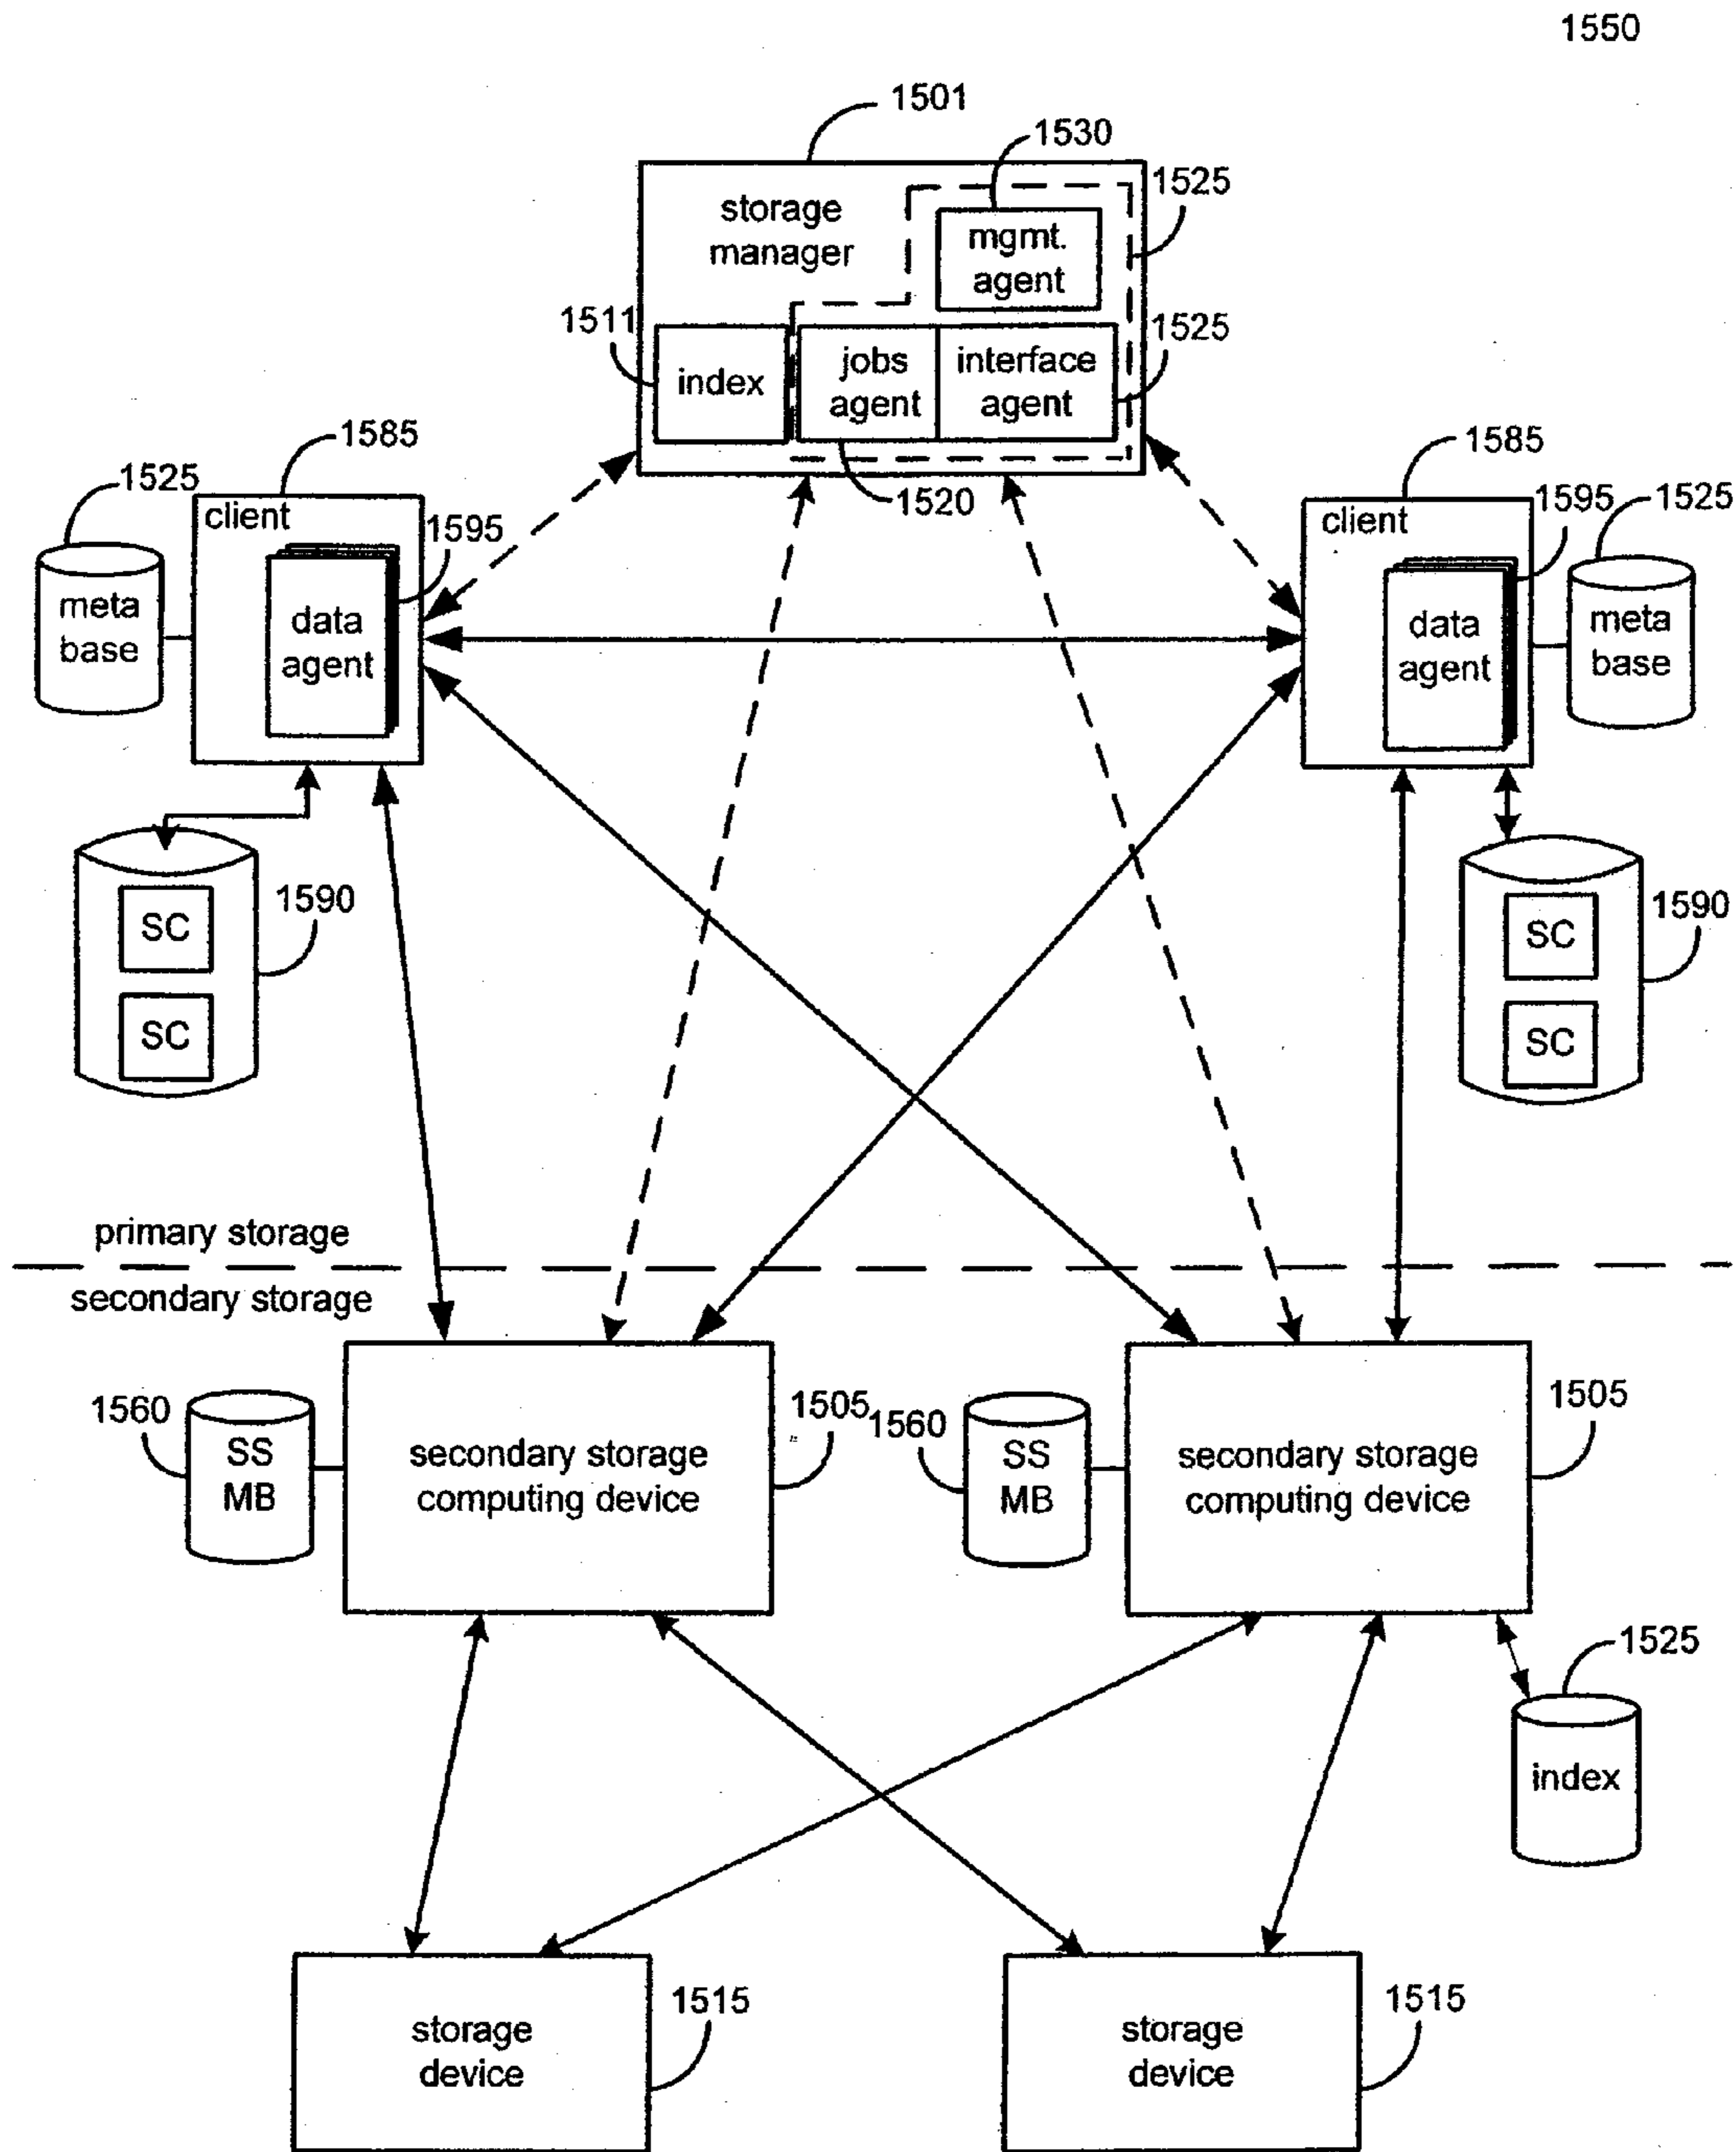 1550
1501
1530
1525
storage
manager
mgmt.
agent
1511
index
jobs
agent
interface
agent
1525
1520
1585
1525
client
1595
meta
base
data
agent
1585
1595
1525
client
data
agent
meta
base
1590
SC
SC
1590
SC
SC
primary storage
secondary storage
1560
SS
MB
secondary storage
computing device
1505
1560
SS
MB
secondary storage
computing device
1505
1525
index
storage
device
1515
storage
device
1515